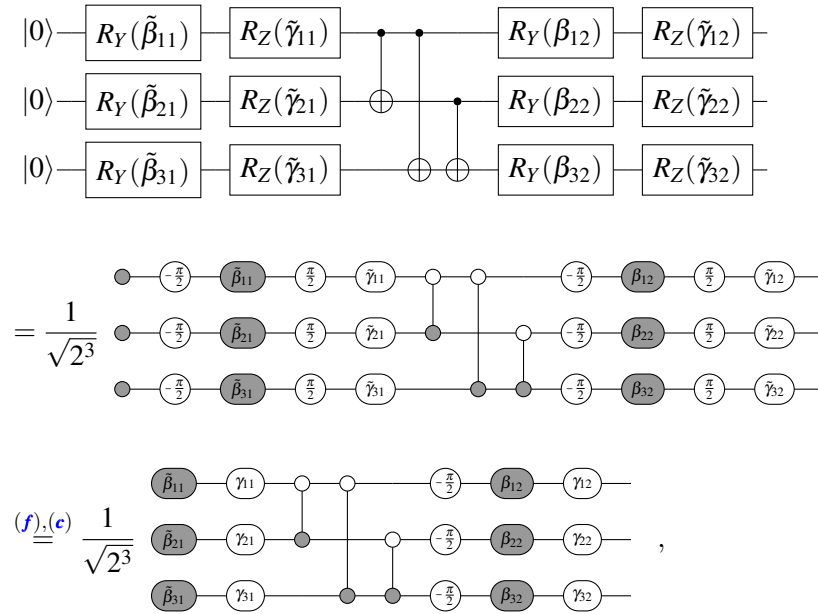 |0⟩ R_Y(β̃₁₁) R_Z(γ̃₁₁) R_Y(β₁₂) R_Z(γ̃₁₂)
|0⟩ R_Y(β̃₂₁) R_Z(γ̃₂₁) R_Y(β₂₂) R_Z(γ̃₂₂)
|0⟩ R_Y(β̃₃₁) R_Z(γ̃₃₁) R_Y(β₃₂) R_Z(γ̃₃₂)
-π/2 β̃₁₁ π/2 γ̃₁₁ -π/2 β₁₂ π/2 γ̃₁₂
= 1/√2³ -π/2 β̃₂₁ π/2 γ̃₂₁ -π/2 β₂₂ π/2 γ̃₂₂
-π/2 β̃₃₁ π/2 γ̃₃₁ -π/2 β₃₂ π/2 γ̃₃₂
β̃₁₁ γ₁₁ -π/2 β₁₂ γ₁₂
(f),(c) = 1/√2³ β̃₂₁ γ₂₁ -π/2 β₂₂ γ₂₂ ,
β̃₃₁ γ₃₁ -π/2 β₃₂ γ₃₂